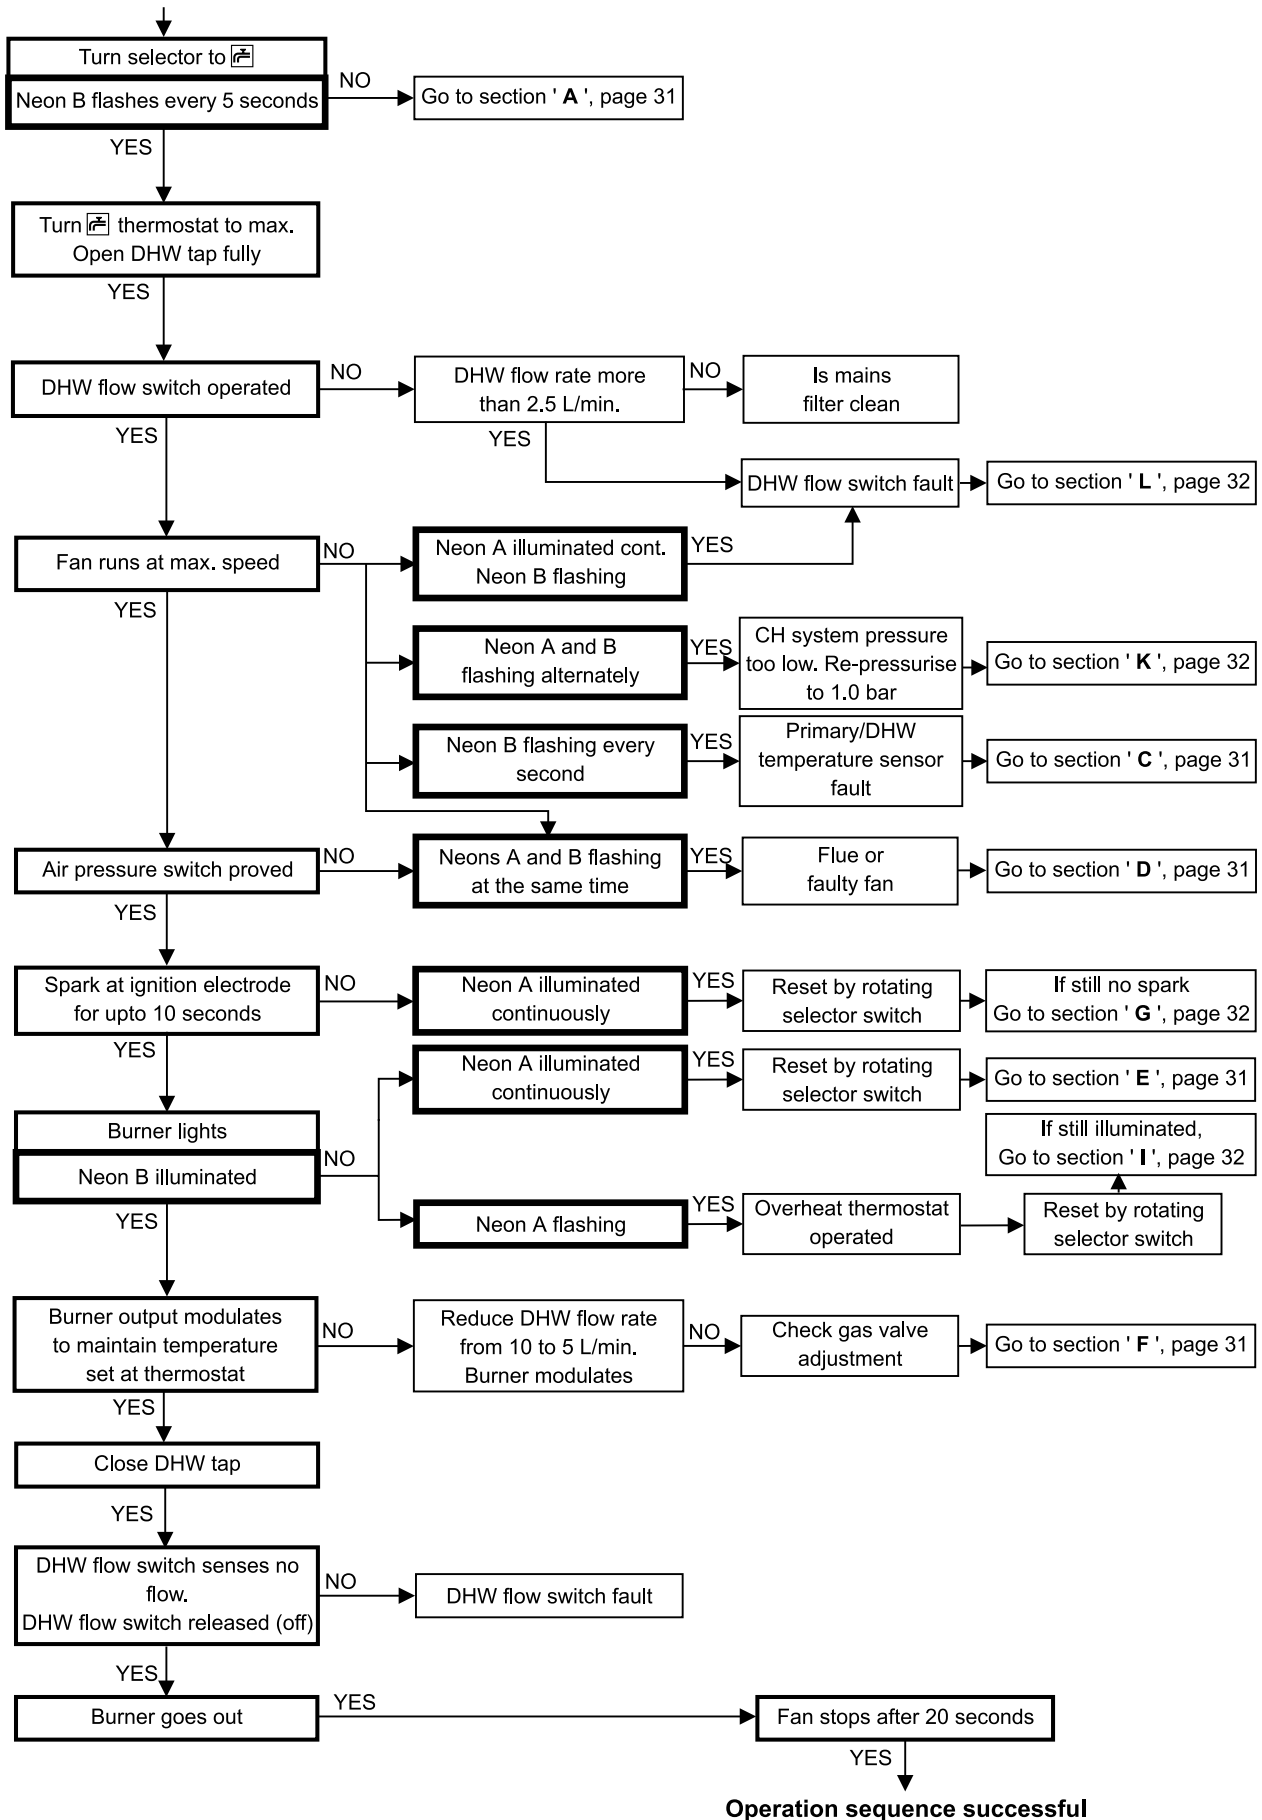 Turn selector to
Neon B flashes every 5 seconds
NO
Go to section ' A ', page 31
YES
Turn thermostat to max.
Open DHW tap fully
YES
DHW flow switch operated
NO
DHW flow rate more
than 2.5 L/min.
NO
Is mains
filter clean
YES
YES
DHW flow switch fault
Go to section ' L ', page 32
Fan runs at max. speed
NO
Neon A illuminated cont.
Neon B flashing
YES
YES
Neon A and B
flashing alternately
YES
CH system pressure
too low. Re-pressurise
to 1.0 bar
Go to section ' K ', page 32
Neon B flashing every
second
YES
Primary/DHW
temperature sensor
fault
Go to section ' C ', page 31
Air pressure switch proved
NO
Neons A and B flashing
at the same time
YES
Flue or
faulty fan
Go to section ' D ', page 31
YES
Spark at ignition electrode
for upto 10 seconds
NO
Neon A illuminated
continuously
YES
Reset by rotating
selector switch
If still no spark
Go to section ' G ', page 32
YES
Neon A illuminated
continuously
YES
Reset by rotating
selector switch
Go to section ' E ', page 31
Burner lights
Neon B illuminated
NO
If still illuminated,
Go to section ' I ', page 32
YES
Neon A flashing
YES
Overheat thermostat
operated
Reset by rotating
selector switch
Burner output modulates
to maintain temperature
set at thermostat
NO
Reduce DHW flow rate
from 10 to 5 L/min.
Burner modulates
NO
Check gas valve
adjustment
Go to section ' F ', page 31
YES
Close DHW tap
YES
DHW flow switch senses no
flow.
DHW flow switch released (off)
NO
DHW flow switch fault
YES
Burner goes out
YES
Fan stops after 20 seconds
YES
Operation sequence successful